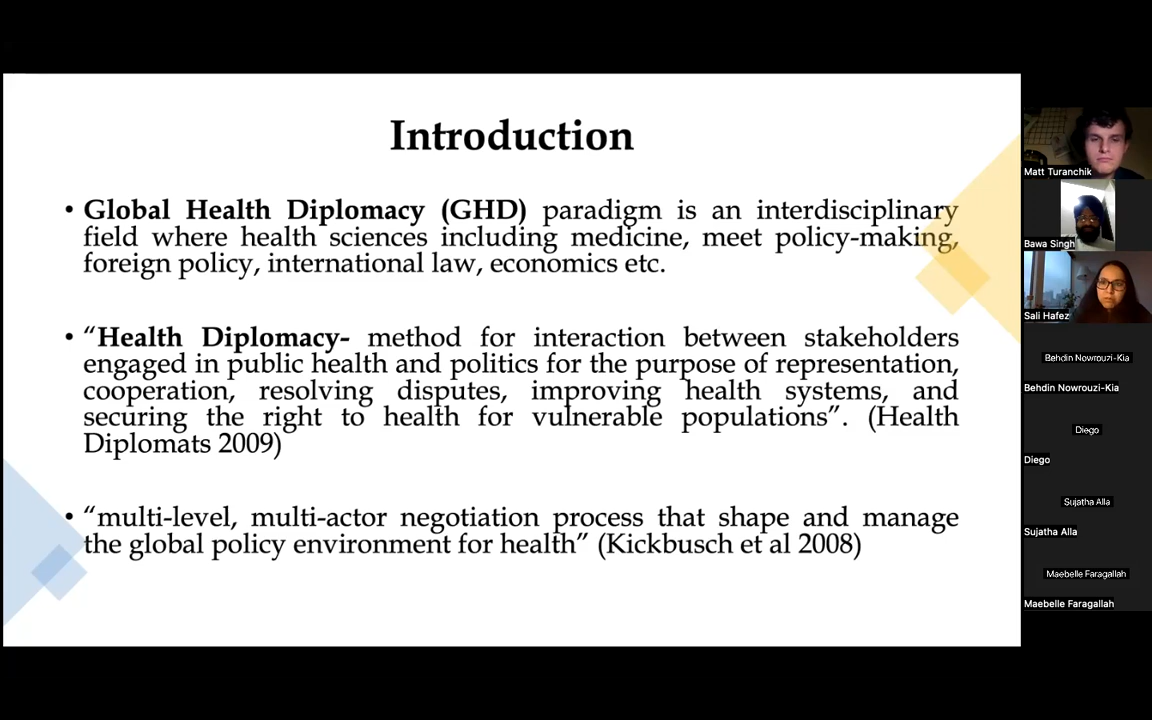 Introduction
• Global Health Diplomacy (GHD) paradigm is an interdisciplinary
field where health sciences including medicine, meet policy-making,
foreign policy, international law, economics etc.
• “Health Diplomacy- method for interaction between stakeholders
engaged in public health and politics for the purpose of representation,
cooperation, resolving disputes, improving health systems, and
securing the right to health for vulnerable populations”. (Health
Diplomats 2009)
• “multi-level, multi-actor negotiation process that shape and manage
the global policy environment for health” (Kickbusch et al 2008)
Matt Turanchik
Bawa Singh
Sali Hafez
Behdin Nowrouzi-Kia
Behdin Nowrouzi-Kia
Diego
Diego
Sujatha Alla
Sujatha Alla
Maebelle Faragallah
Maebelle Faragallah